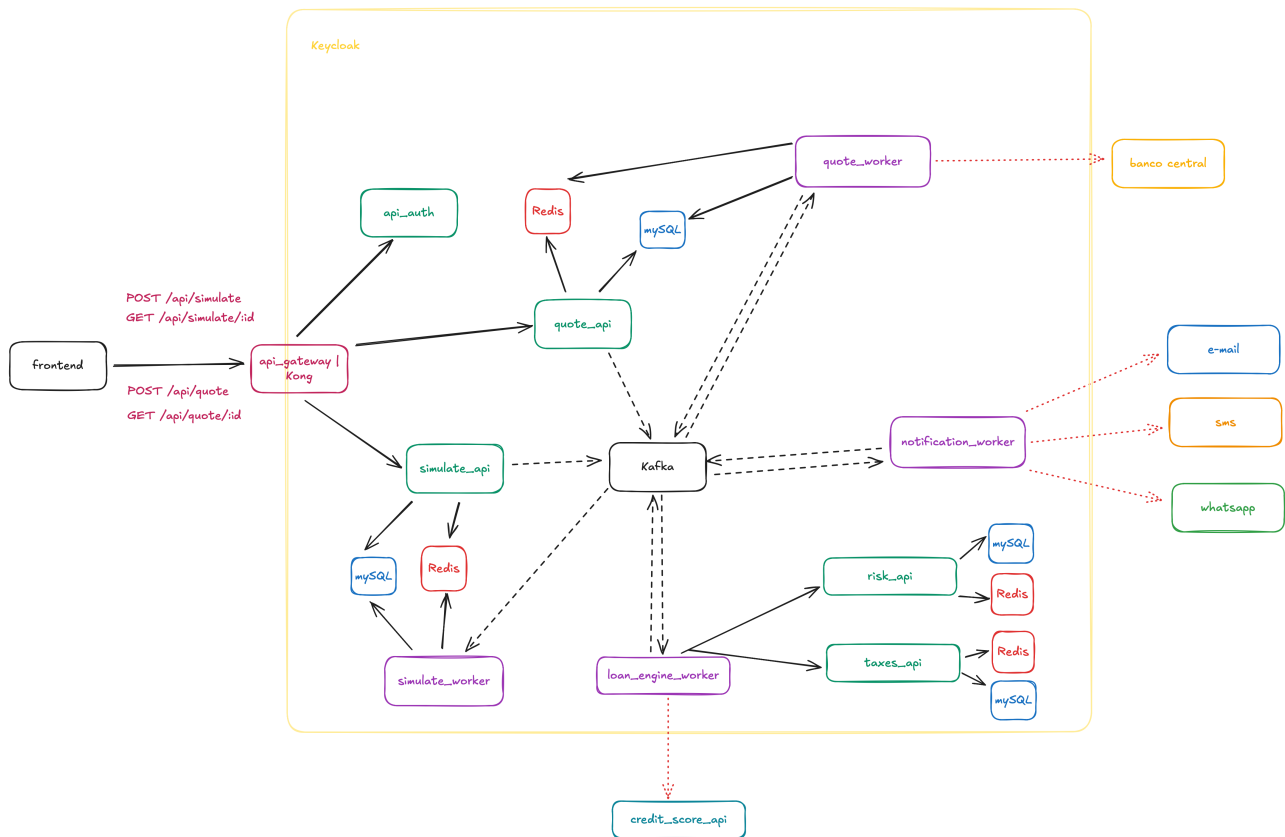 Keycloak
quote_worker
banco central
api_auth
Redis
mySQL
POST /api/simulate
GET /api/simulate/:id
quote_api
frontend
api_gateway |
Kong
e-mail
POST /api/quote
GET /api/quote/:id
sms
notification_worker
simulate_api
Kafka
whatsapp
mySQL
Redis
risk_api
mySQL
Redis
simulate_worker
loan_engine_worker
taxes_api
Redis
mySQL
credit_score_api